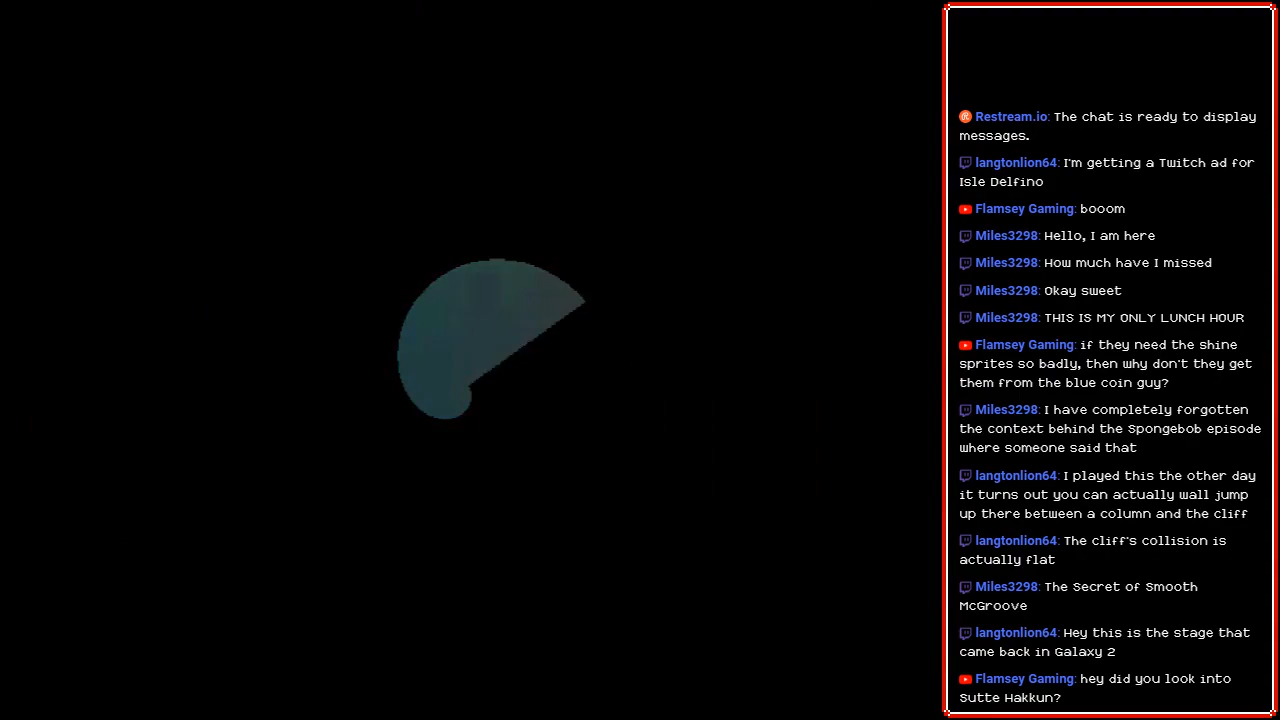 Restream.io: The chat is ready to display
messages.
langtonlion64: I'm getting a Twitch ad for
Isle Delfino
Flamsey Gaming: booom
Miles3298: Hello, I am here
Miles3298: How much have I missed
Miles3298: Okay sweet
Miles3298: THIS IS MY ONLY LUNCH HOUR
Flamsey Gaming: if they need the shine
sprites so badly, then why don't they get
them from the blue coin guy?
Miles3298: I have completely forgotten
the context behind the Spongebob episode
where someone said that
langtonlion64: I played this the other day
it turns out you can actually wall jump
up there between a column and the cliff
langtonlion64: The cliff's collision is
actually flat
Miles3298: The Secret of Smooth
McGroove
langtonlion64: Hey this is the stage that
came back in Galaxy 2
Flamsey Gaming: hey did you look into
Sutte Hakkun?